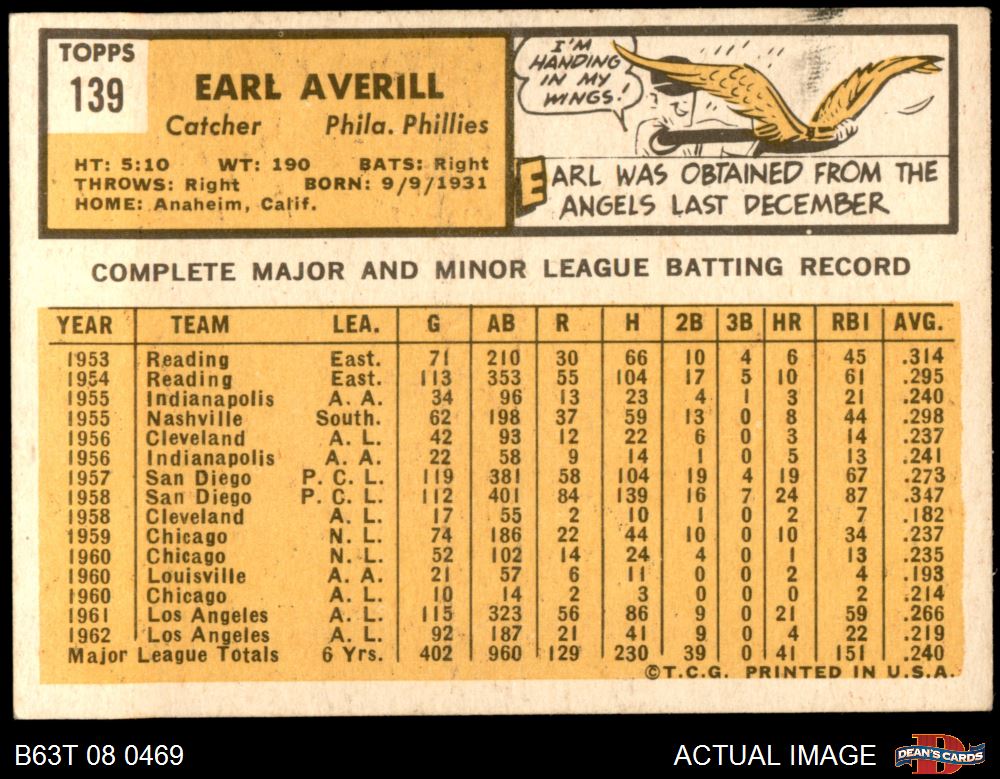 TOPPS
139
EARL AVERILL
Catcher Phila. Phillies
HT: 5:10 WT: 190 BATS: Right
THROWS: Right BORN: 9/9/1931
HOME: Anaheim, Calif.
I'M
HANDING
IN MY
WINGS!
EARL WAS OBTAINED FROM THE
ANGELS LAST DECEMBER
COMPLETE MAJOR AND MINOR LEAGUE BATTING RECORD
YEAR TEAM LEA. G AB R H 2B 3B HR RBI AVG.
1953 Reading East. 71 210 30 66 10 4 6 45 .314
1954 Reading East. 113 353 55 104 17 5 10 61 .295
1955 Indianapolis A. A. 34 96 13 23 4 1 3 21 .240
1955 Nashville South. 62 198 37 59 13 0 8 44 .298
1956 Cleveland A. L. 42 93 12 22 6 0 3 14 .237
1956 Indianapolis A. A. 22 58 9 14 1 0 5 13 .241
1957 San Diego P. C. L. 119 381 58 104 19 4 19 67 .273
1958 San Diego P. C. L. 112 401 84 139 16 7 24 87 .347
1958 Cleveland A. L. 17 55 2 10 1 0 2 7 .182
1959 Chicago N. L. 74 186 22 44 10 0 10 34 .237
1960 Chicago N. L. 52 102 14 24 4 0 1 13 .235
1960 Louisville A. A. 21 57 6 11 0 0 2 4 .193
1960 Chicago A. L. 10 14 2 3 0 0 0 2 .214
1961 Los Angeles A. L. 115 323 56 86 9 0 21 59 .266
1962 Los Angeles A. L. 92 187 21 41 9 0 4 22 .219
Major League Totals 6 Yrs. 402 960 129 230 39 0 41 151 .240
©T.C.G. PRINTED IN U.S.A.
B63T 08 0469 ACTUAL IMAGE DEAN'S CARDS